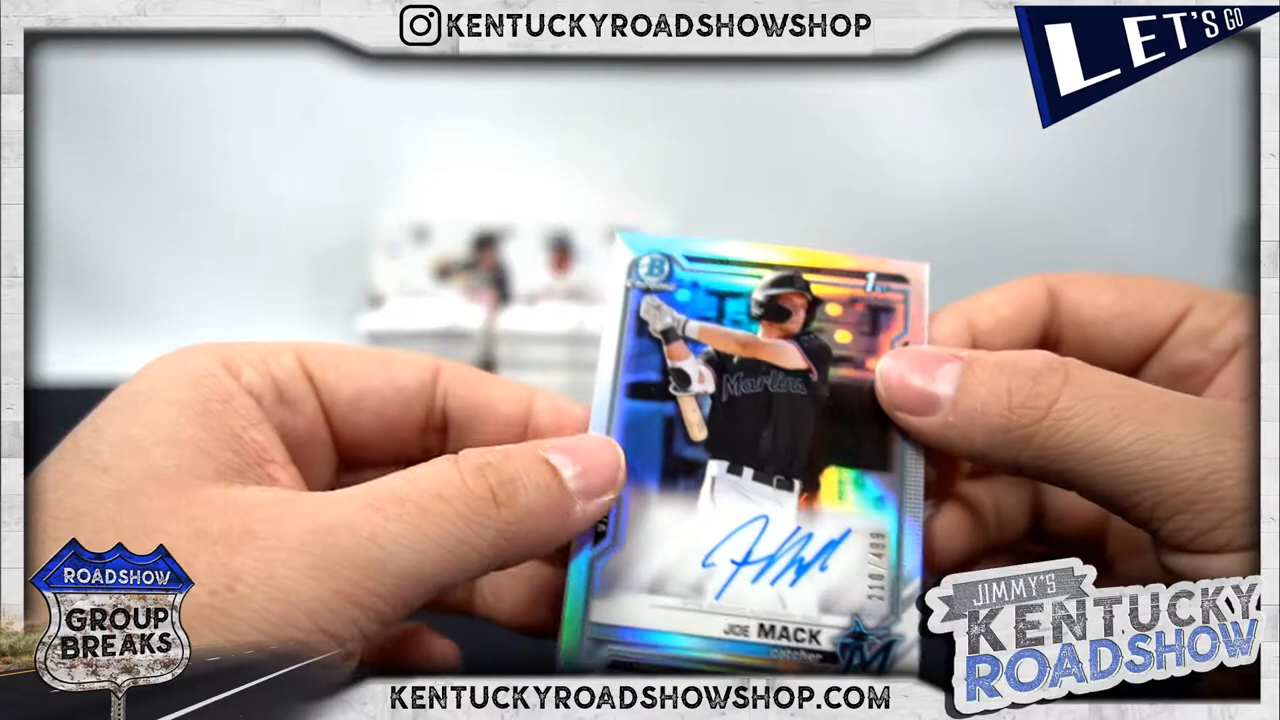 KENTUCKYROADSHOWSHOP
LET'S GO
B
1st
Marlins
110/499
JOE MACK
catcher
M
ROADSHOW
GROUP
BREAKS
JIMMY'S
KENTUCKY
ROADSHOW
KENTUCKYROADSHOWSHOP.COM